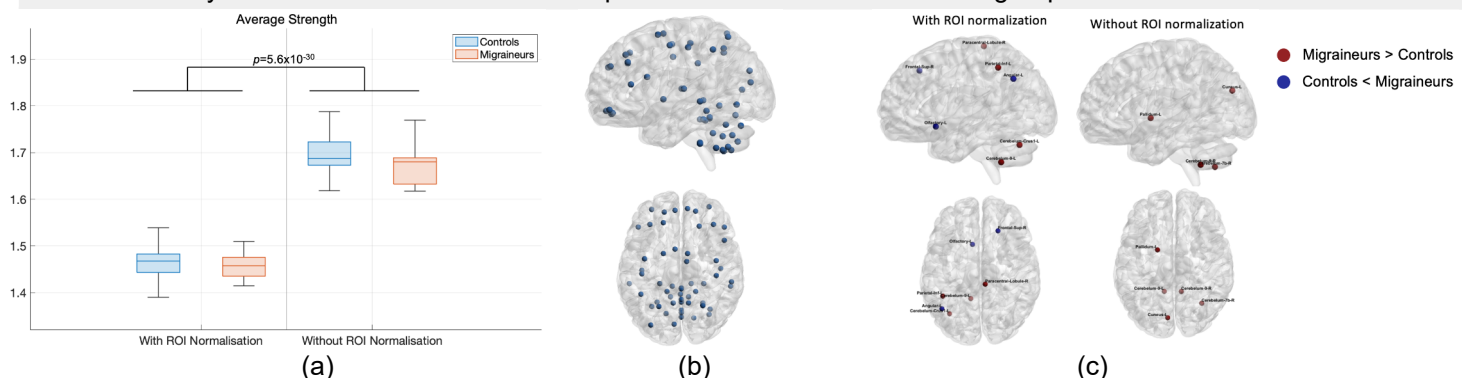 Average Strength
Controls
Migraineurs
p=5.6x10-30
1.9
1.8
1.7
1.6
1.5
1.4
With ROI Normalisation
Without ROI Normalisation
(a)
(b)
With ROI normalization
Paracentral-Lobule-R
Frontal-Sup-R
Parietal-Inf-L
Angular-L
Olfactory-L
Cerebelum-Crus1-L
Cerebelum-8-L
Without ROI normalization
Cuneus-L
Pallidum-L
Cerebelum-7b-R
Migraineurs > Controls
Controls < Migraineurs
Olfactory-L
Frontal-Sup-R
Paracentral-Lobule-R
Parietal-Inf-L
Angular-L
Pallidum-L
Cerebelum-7b-R
Cuneus-L
(c)